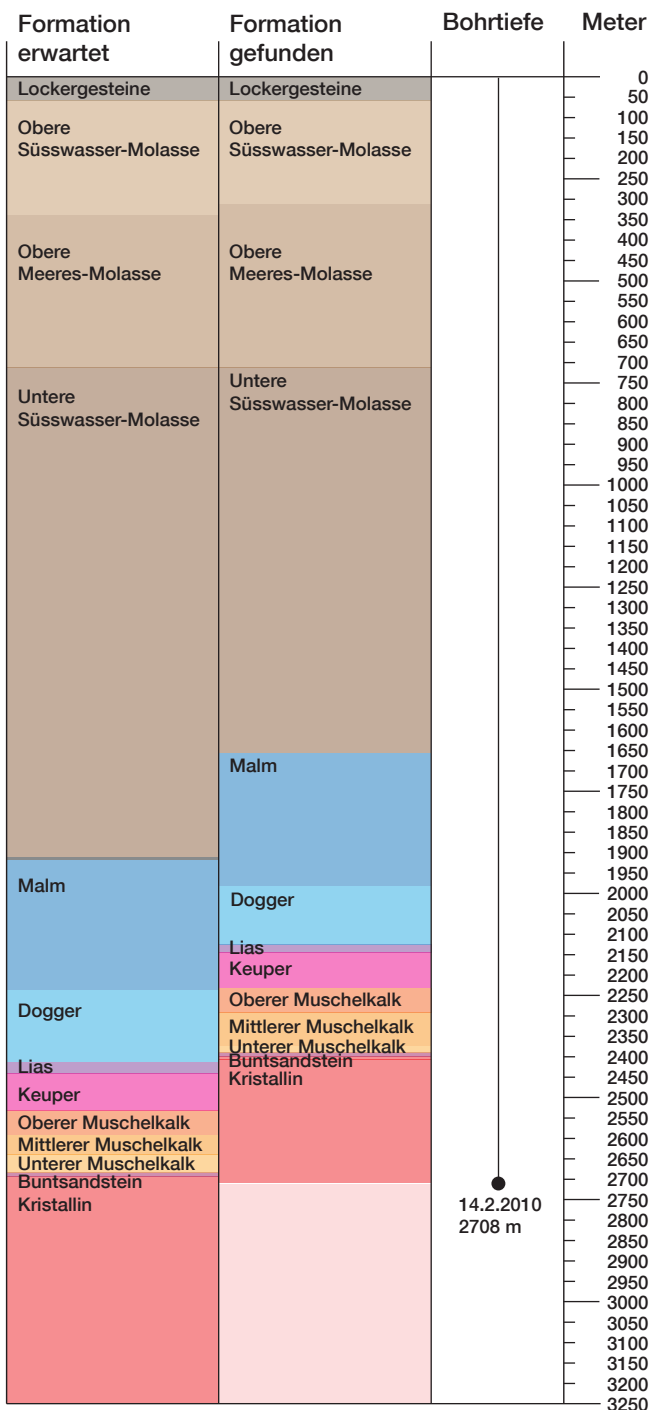 Formation
erwartet
Formation
gefunden
Bohrtiefe
Meter
Lockergesteine
Obere
Süsswasser-Molasse
Obere
Meeres-Molasse
Untere
Süsswasser-Molasse
Malm
Dogger
Lias
Keuper
Oberer Muschelkalk
Mittlerer Muschelkalk
Unterer Muschelkalk
Buntsandstein
Kristallin
Lockergesteine
Obere
Süsswasser-Molasse
Obere
Meeres-Molasse
Untere
Süsswasser-Molasse
Malm
Dogger
Lias
Keuper
Oberer Muschelkalk
Mittlerer Muschelkalk
Unterer Muschelkalk
Buntsandstein
Kristallin
14.2.2010
2708 m
0
50
100
150
200
250
300
350
400
450
500
550
600
650
700
750
800
850
900
950
1000
1050
1100
1150
1200
1250
1300
1350
1400
1450
1500
1550
1600
1650
1700
1750
1800
1850
1900
1950
2000
2050
2100
2150
2200
2250
2300
2350
2400
2450
2500
2550
2600
2650
2700
2750
2800
2850
2900
2950
3000
3050
3100
3150
3200
3250